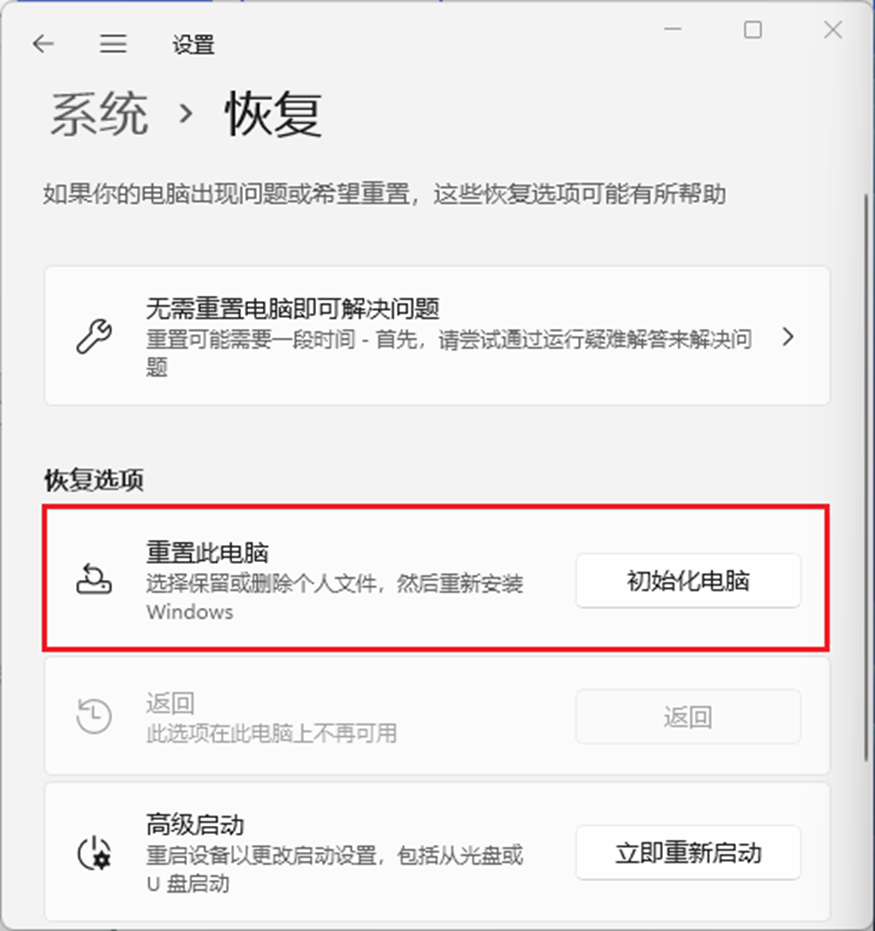 设置
系统 › 恢复
如果你的电脑出现问题或希望重置，这些恢复选项可能有所帮助
无需重置电脑即可解决问题
重置可能需要一段时间 - 首先，请尝试通过运行疑难解答来解决问
题
恢复选项
重置此电脑
选择保留或删除个人文件，然后重新安装
Windows
初始化电脑
返回
此选项在此电脑上不再可用
返回
高级启动
重启设备以更改启动设置，包括从光盘或
U 盘启动
立即重新启动